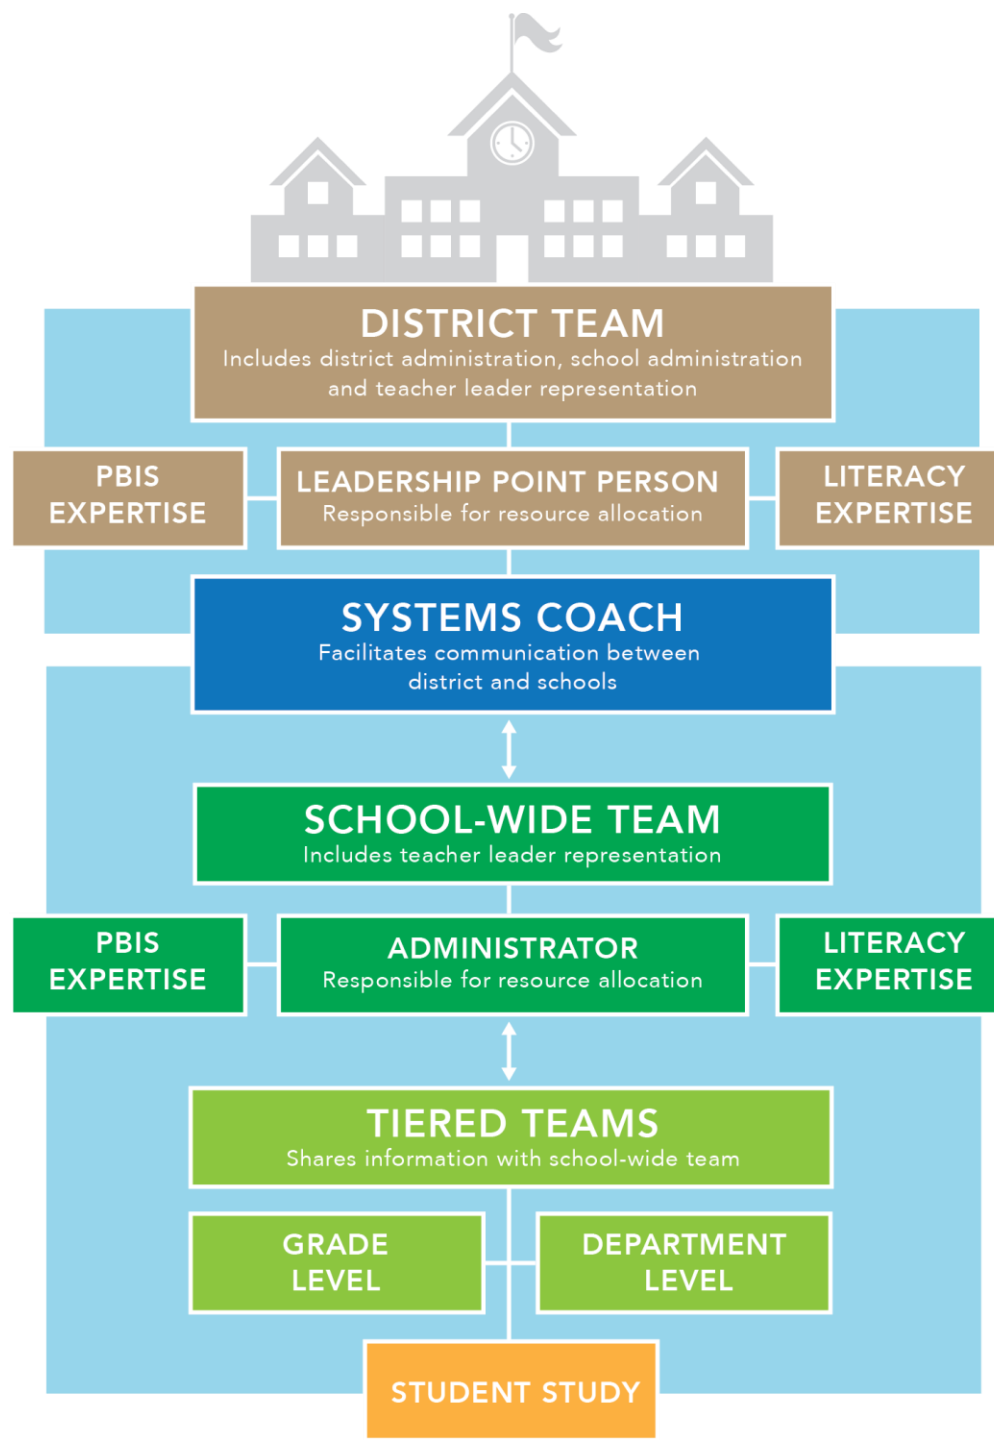 DISTRICT TEAM
Includes district administration, school administration
and teacher leader representation
PBIS
EXPERTISE
LEADERSHIP POINT PERSON
Responsible for resource allocation
LITERACY
EXPERTISE
SYSTEMS COACH
Facilitates communication between
district and schools
SCHOOL-WIDE TEAM
Includes teacher leader representation
PBIS
EXPERTISE
ADMINISTRATOR
Responsible for resource allocation
LITERACY
EXPERTISE
TIERED TEAMS
Shares information with school-wide team
GRADE
LEVEL
DEPARTMENT
LEVEL
STUDENT STUDY